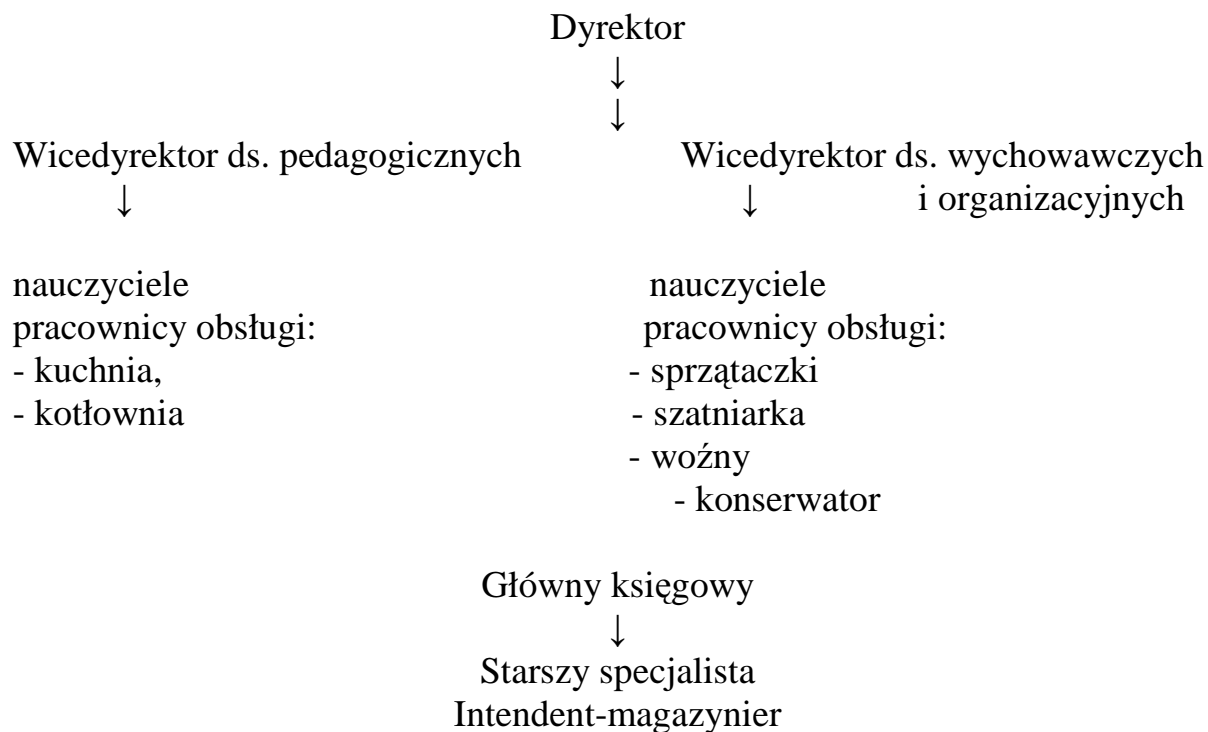 Dyrektor
↓
↓
Wicedyrektor ds. pedagogicznych Wicedyrektor ds. wychowawczych
↓ ↓ i organizacyjnych
nauczyciele nauczyciele
pracownicy obsługi: pracownicy obsługi:
- kuchnia, - sprzątaczki
- kotłownia - szatniarka
- woźny
- konserwator
Główny księgowy
↓
Starszy specjalista
Intendent-magazynier